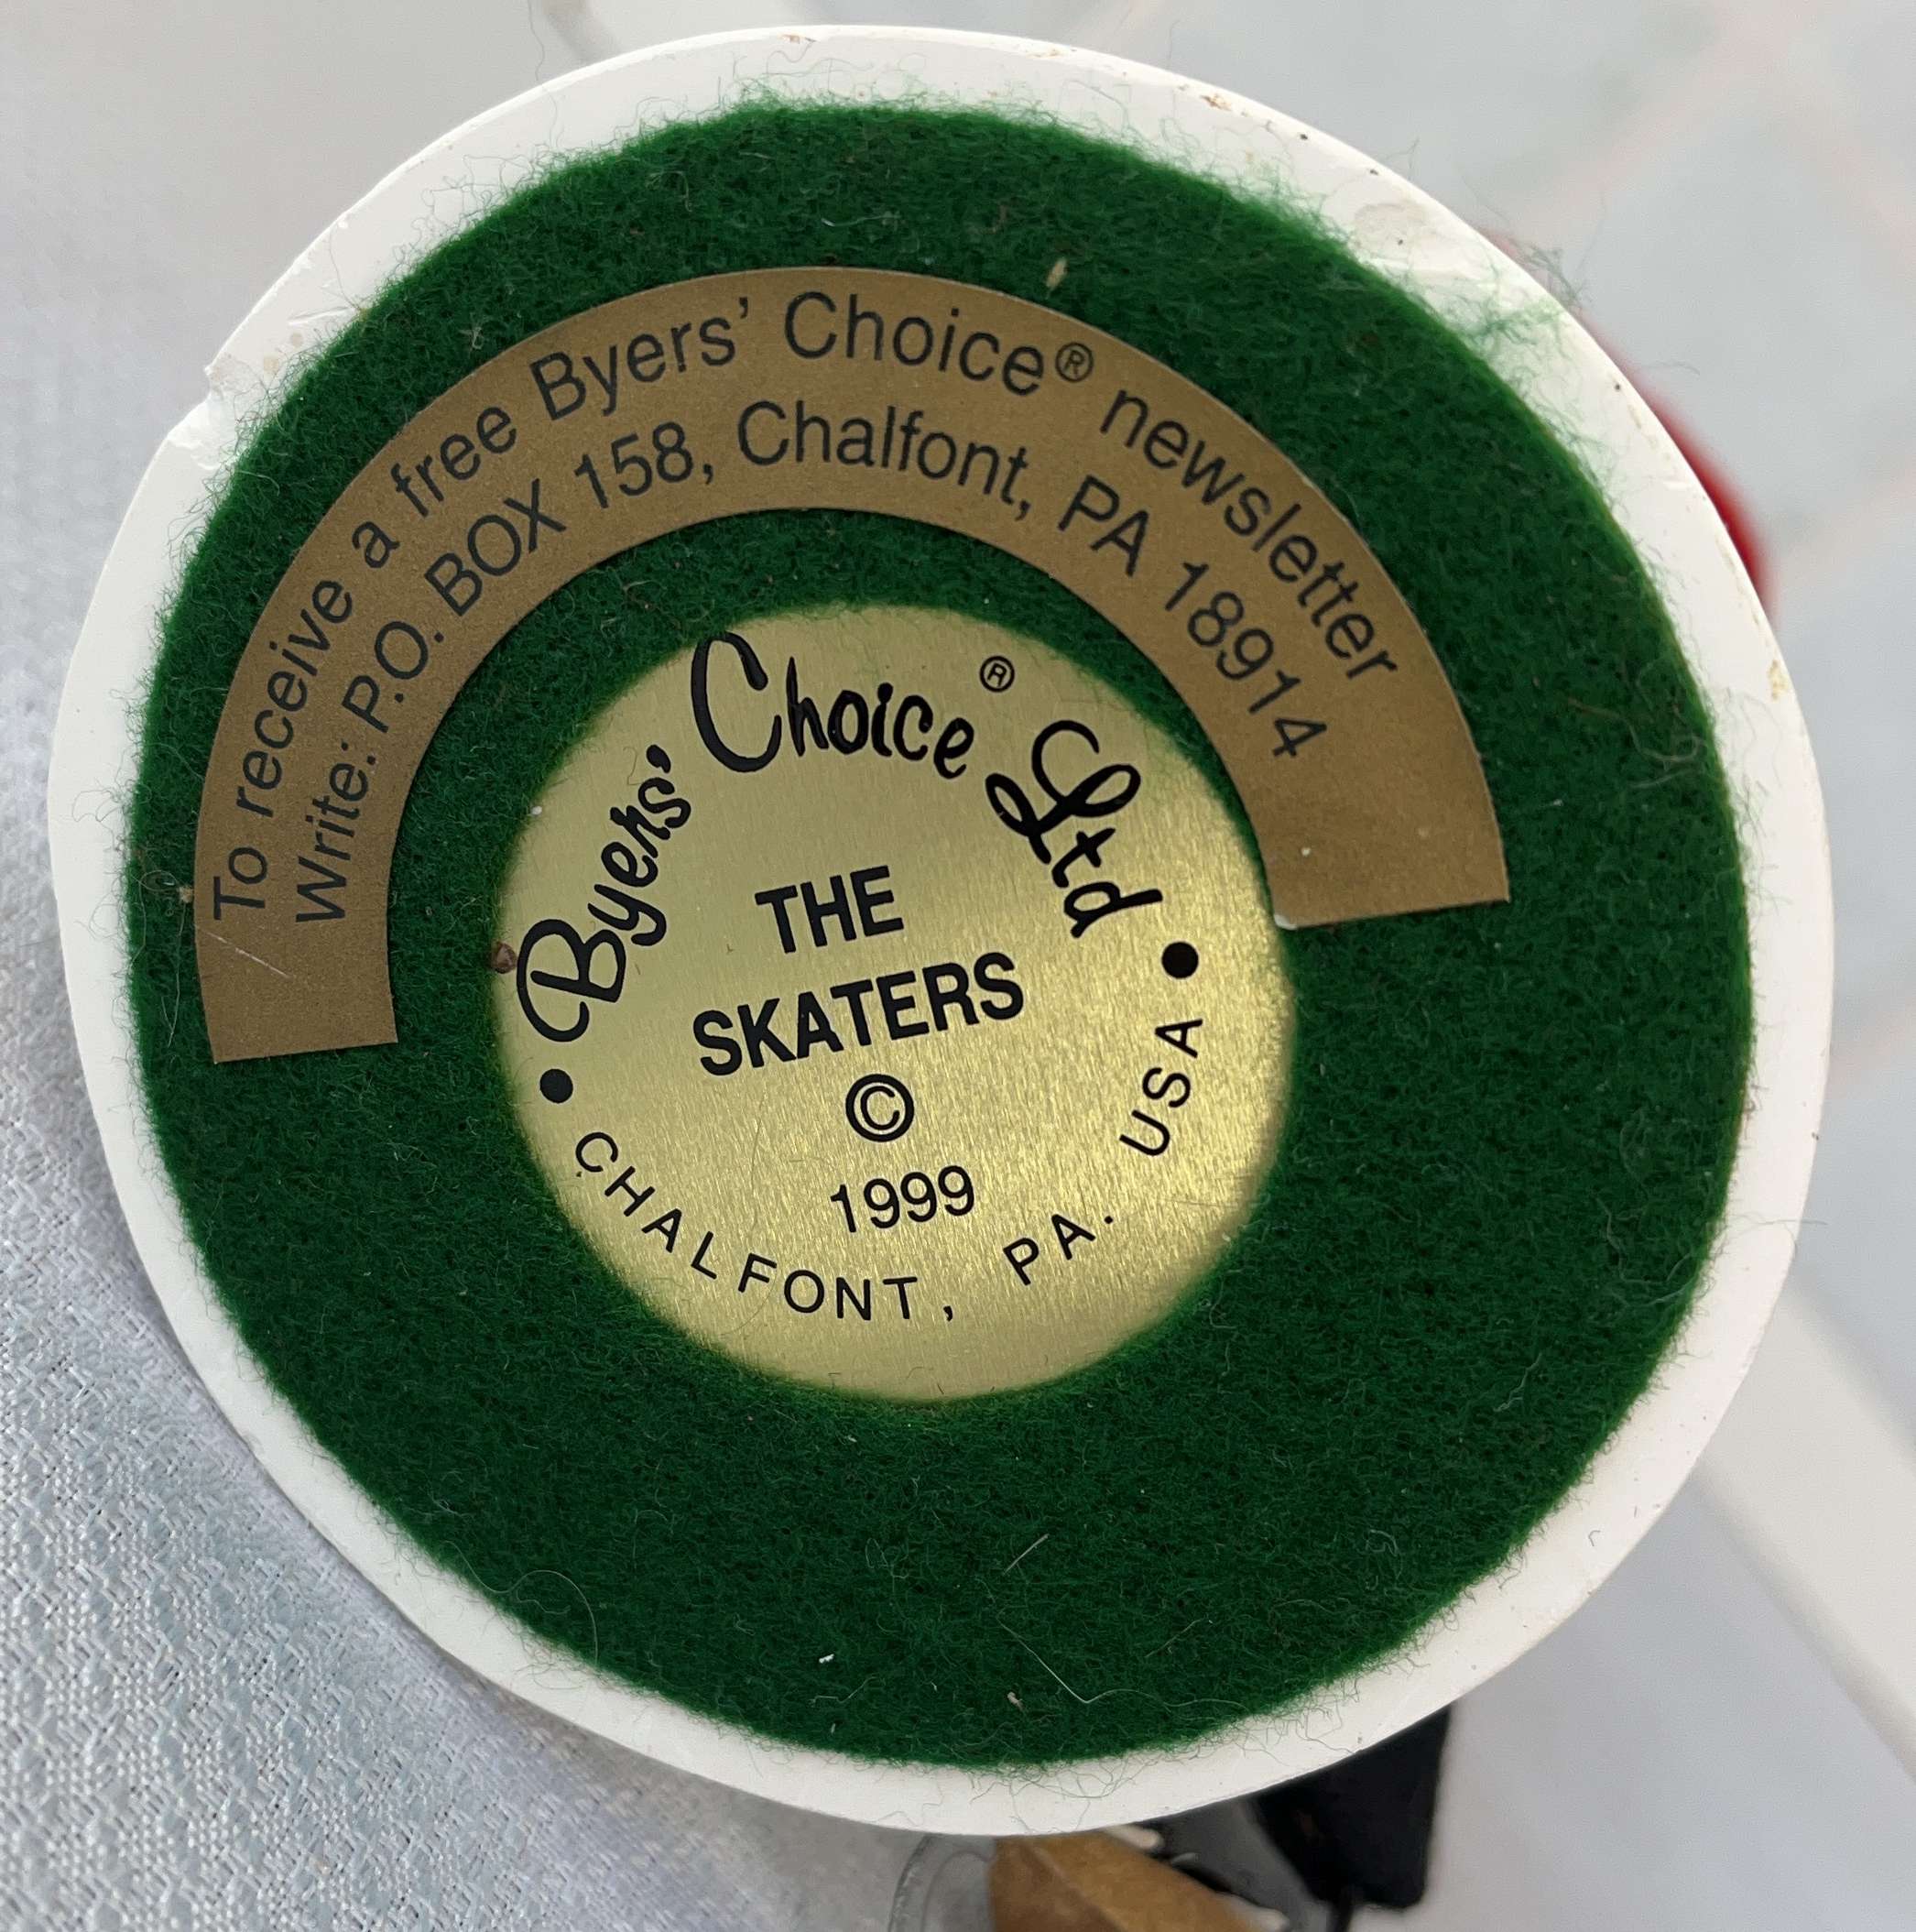 To receive a free Byers' Choice® newsletter
Write: P.O. BOX 158, Chalfont, PA 18914
Byers' Choice® Ltd
THE
SKATERS
©
1999
• CHALFONT, PA. USA •